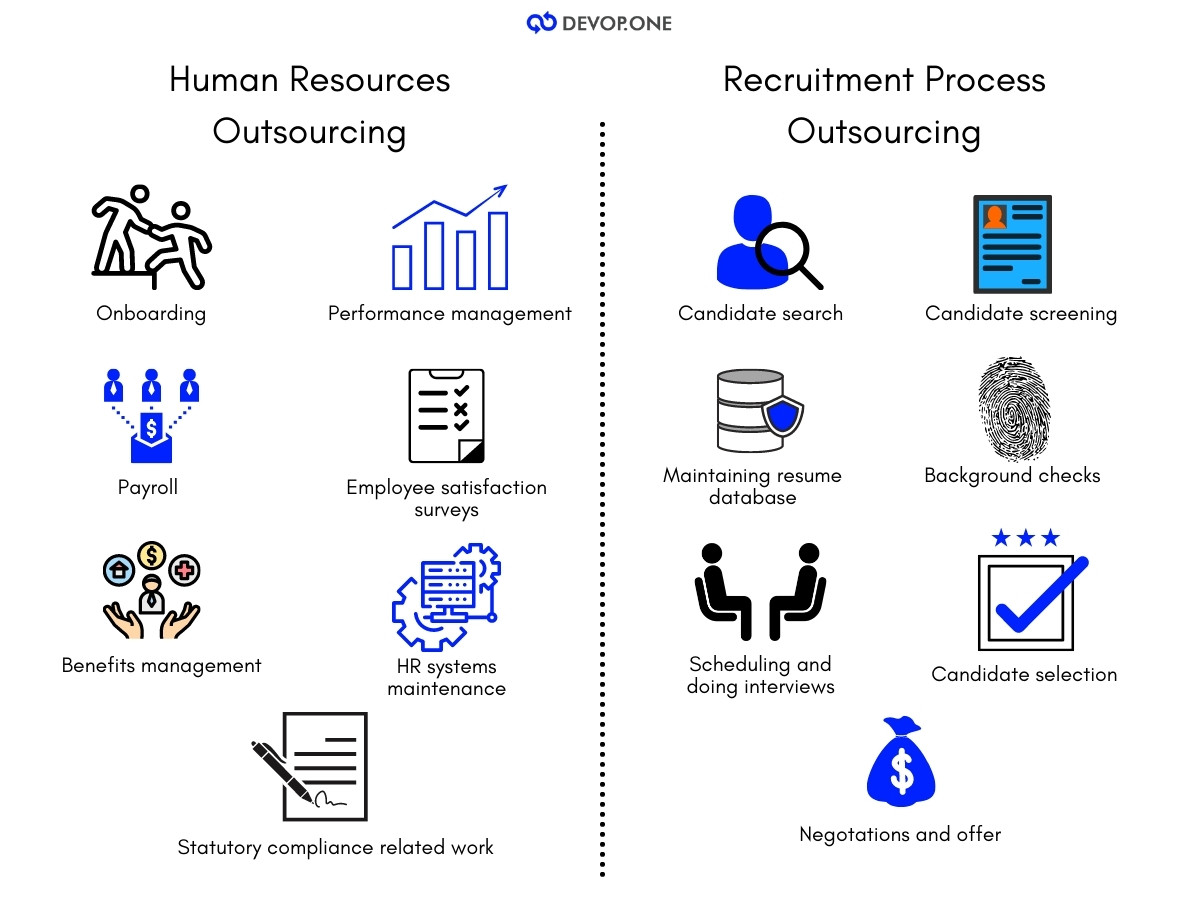 DEVOP.ONE
Human Resources
Outsourcing
Onboarding
Performance management
Payroll
Employee satisfaction
surveys
Benefits management
HR systems
maintenance
Statutory compliance related work
Recruitment Process
Outsourcing
Candidate search
Candidate screening
Maintaining resume
database
Background checks
Scheduling and
doing interviews
Candidate selection
Negotations and offer